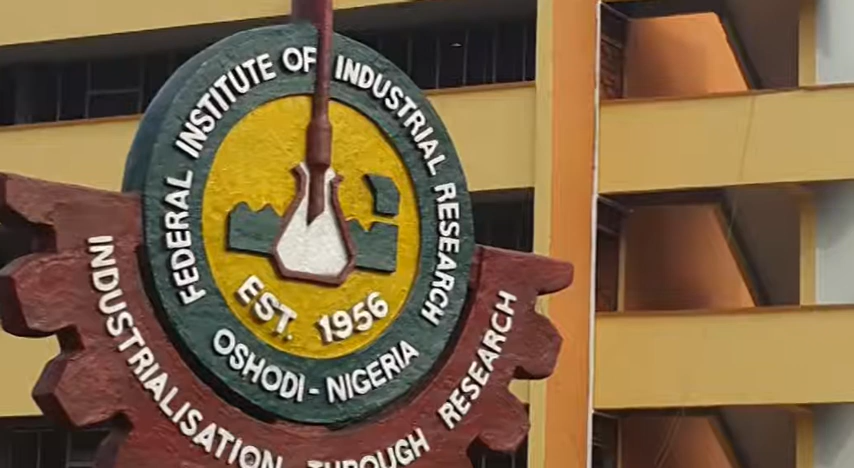 FEDERAL INSTITUTE OF INDUSTRIAL RESEARCH
EST. 1956
OSHODI - NIGERIA
INDUSTRIALISATION THROUGH RESEARCH